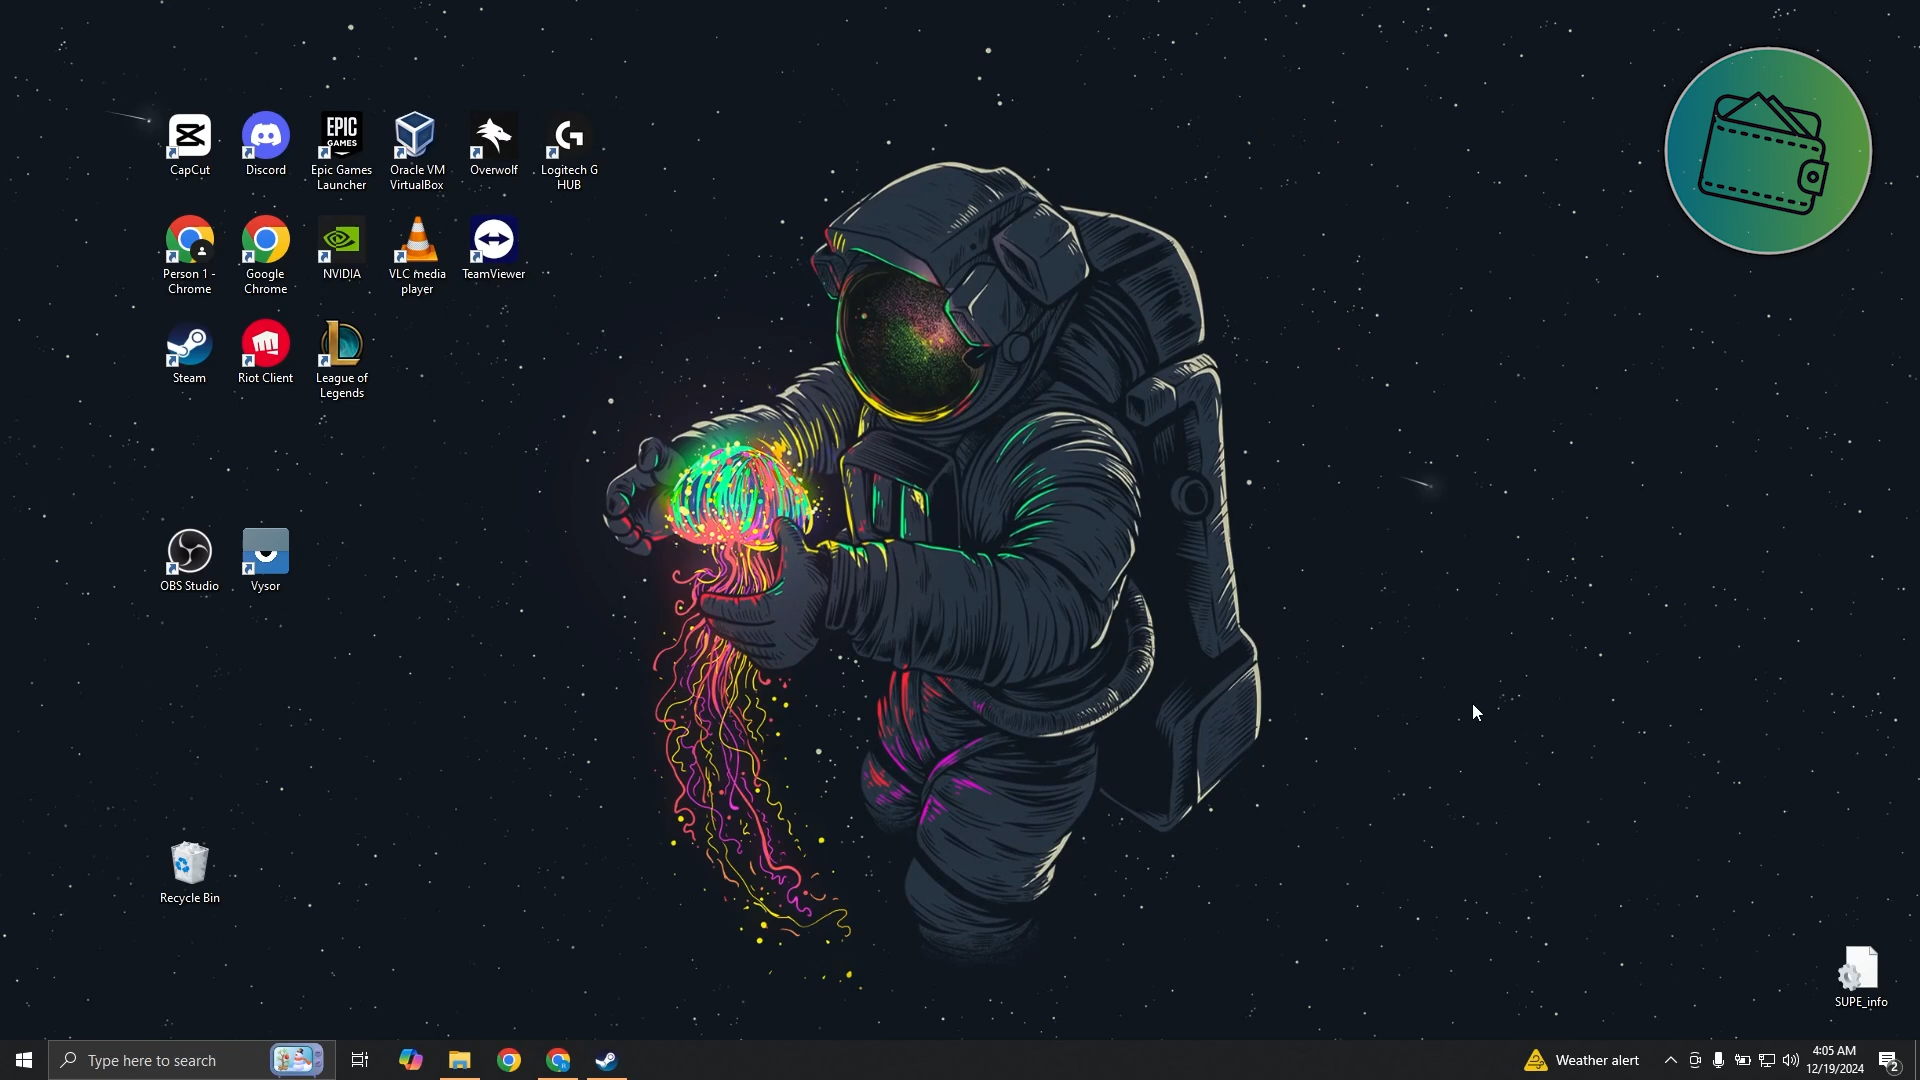 CapCut
Discord
EPIC
GAMES
Epic Games
Launcher
Oracle VM
VirtualBox
Overwolf
Logitech G
HUB
Person 1 -
Chrome
Google
Chrome
NVIDIA
VLC media
player
TeamViewer
Steam
Riot Client
League of
Legends
OBS Studio
Vysor
Recycle Bin
SUPE_info
Type here to search
Weather alert
4:05 AM
12/19/2024
2